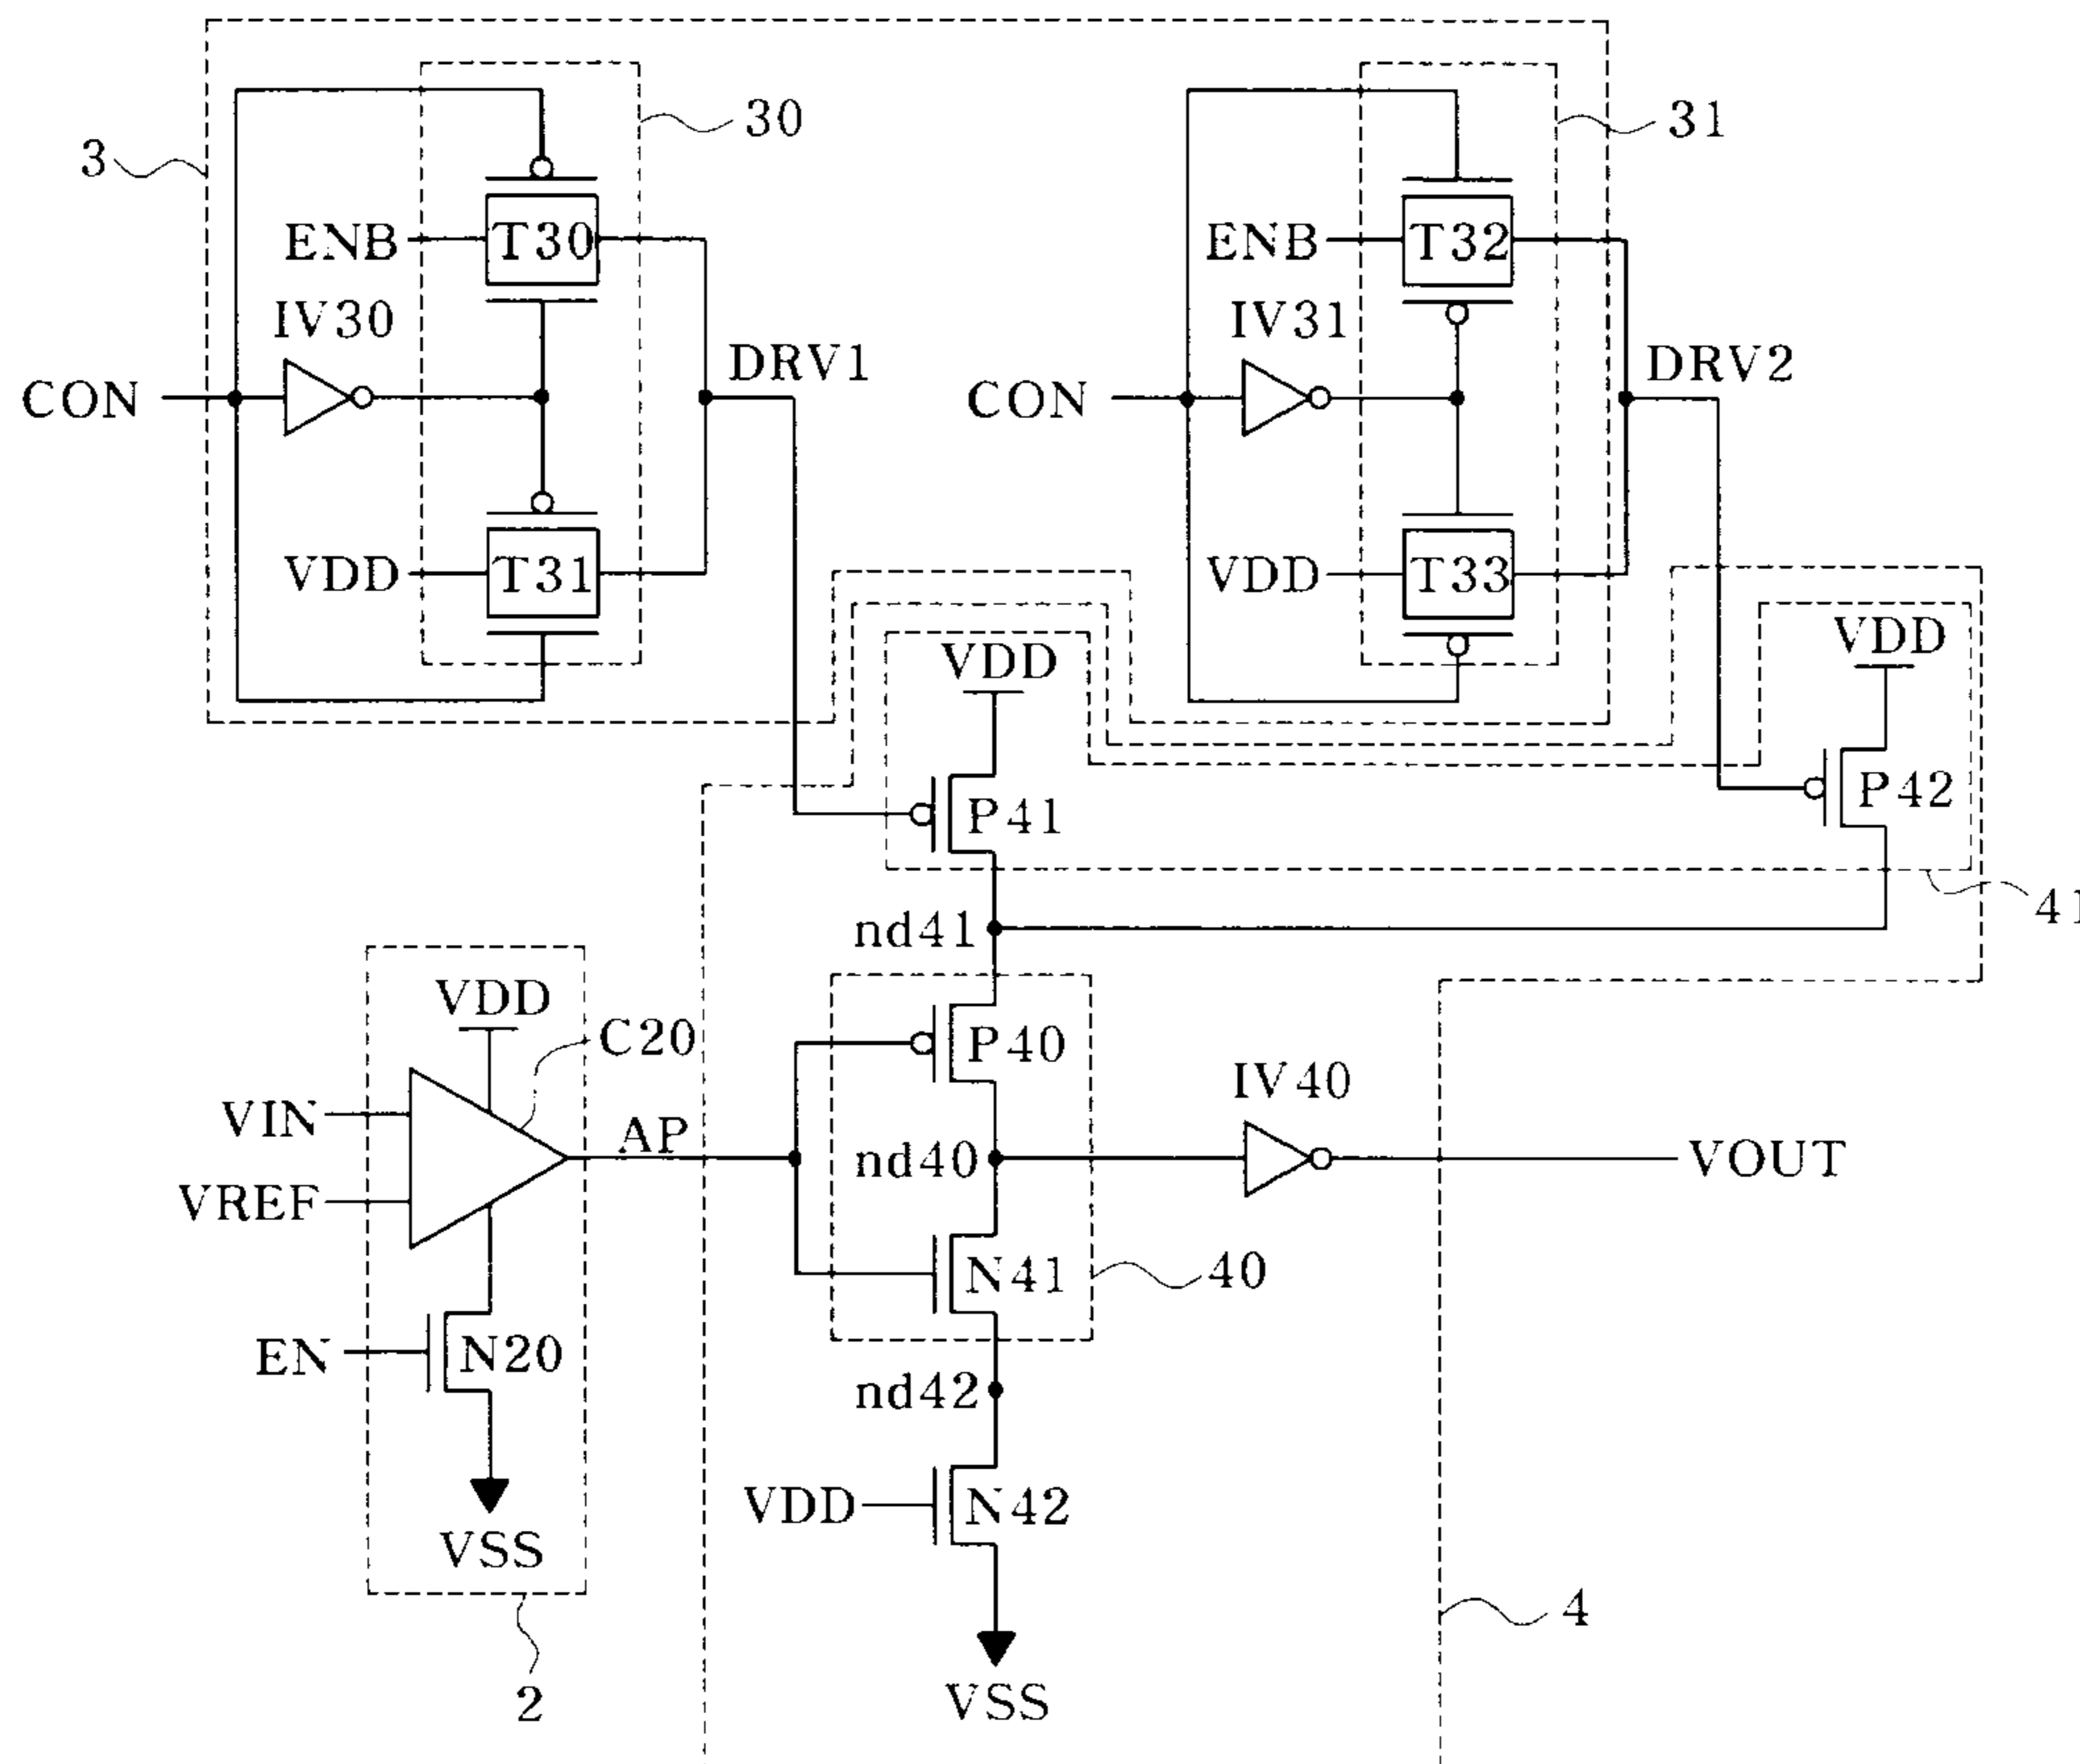 3
30
31
ENB
T30
ENB
T32
IV30
IV31
DRV1
DRV2
CON
CON
VDD
T31
VDD
T33
VDD
VDD
P41
P42
41
nd41
VDD
C20
P40
IV40
VIN
AP
nd40
VOUT
VREF
N41
40
EN
N20
nd42
VDD
N42
VSS
4
2
VSS